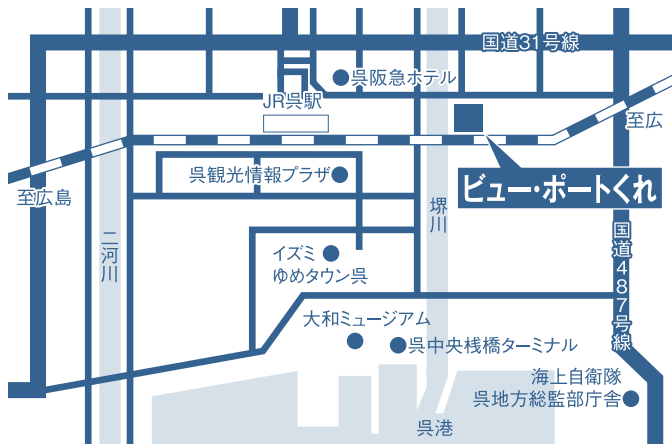 国道31号線
呉阪急ホテル
JR呉駅
至広
呉観光情報プラザ
ビュー・ポートくれ
至広島
堺川
二河川
国道487号線
イズミ
ゆめタウン呉
大和ミュージアム
呉中央桟橋ターミナル
海上自衛隊
呉地方総監部庁舎
呉港